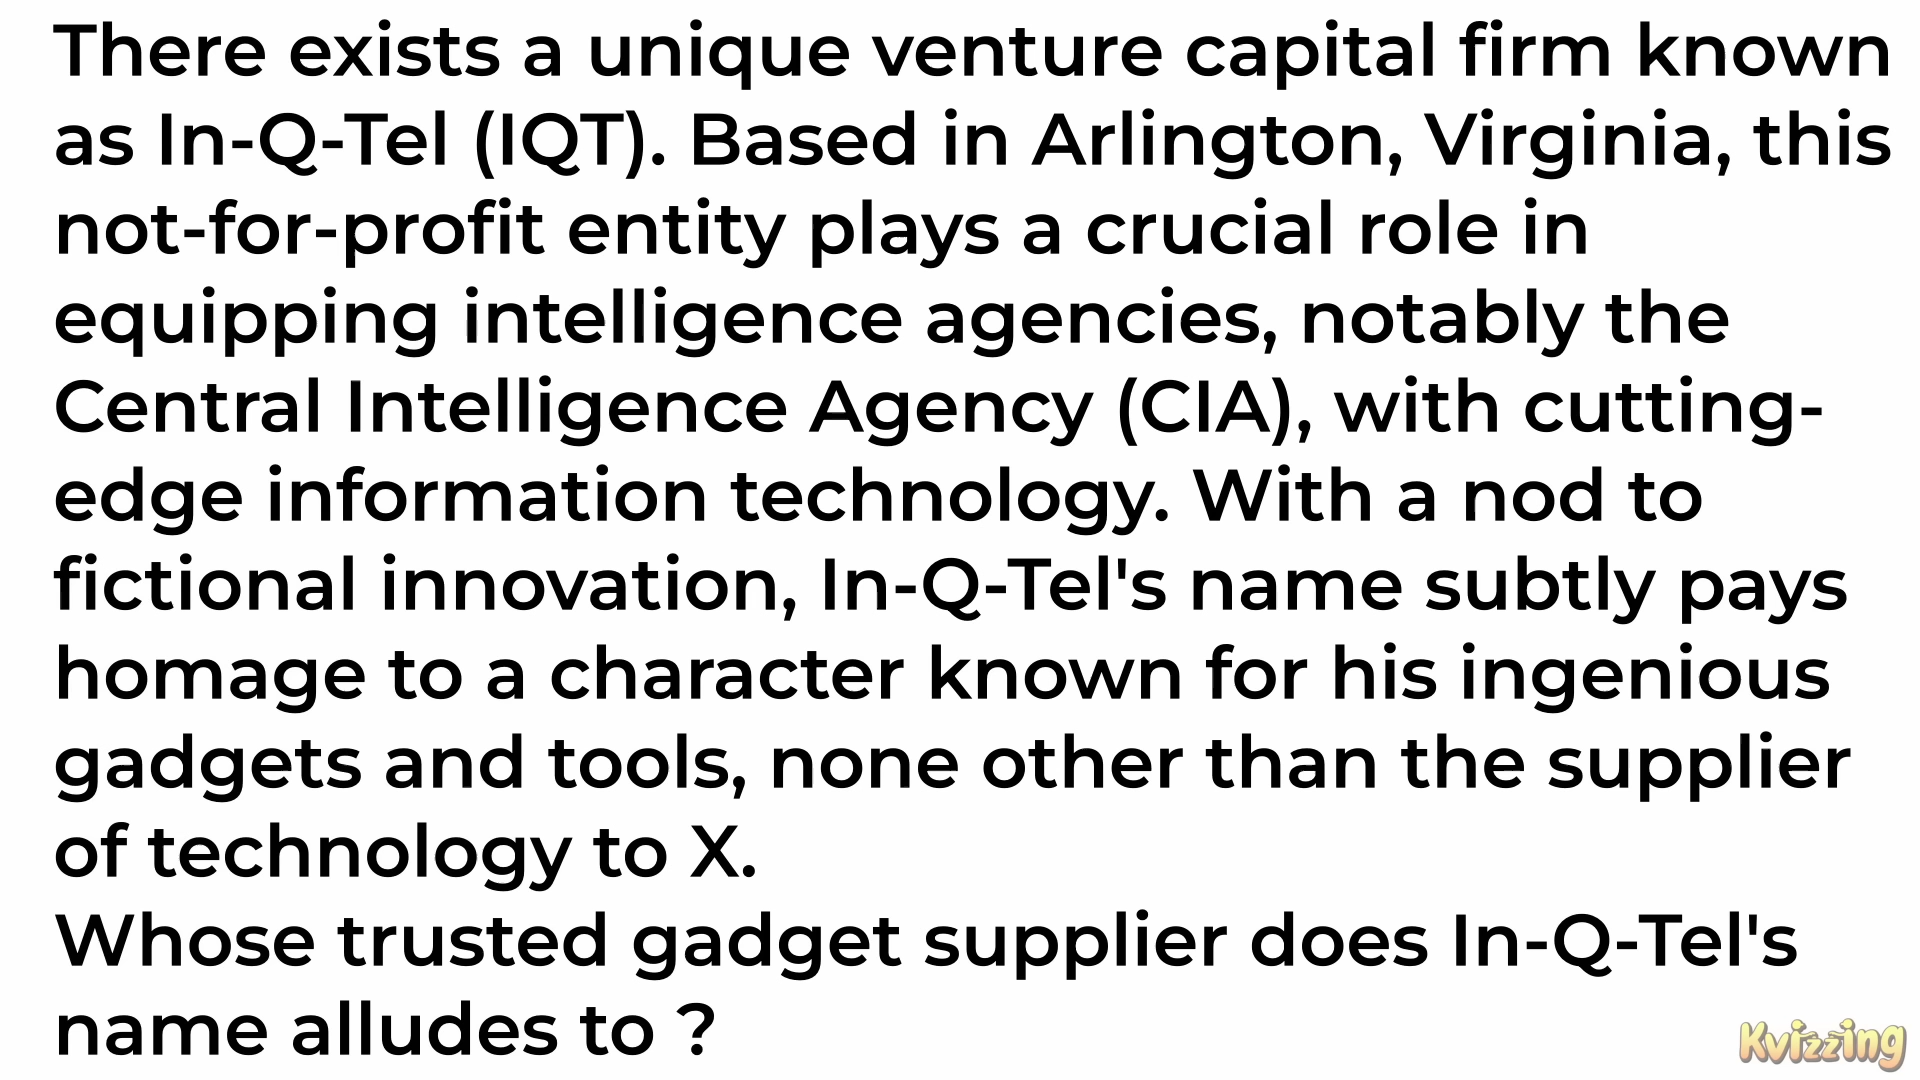 There exists a unique venture capital firm known
as In-Q-Tel (IQT). Based in Arlington, Virginia, this
not-for-profit entity plays a crucial role in
equipping intelligence agencies, notably the
Central Intelligence Agency (CIA), with cutting-
edge information technology. With a nod to
fictional innovation, In-Q-Tel's name subtly pays
homage to a character known for his ingenious
gadgets and tools, none other than the supplier
of technology to X.
Whose trusted gadget supplier does In-Q-Tel's
name alludes to ?
Kvizzing